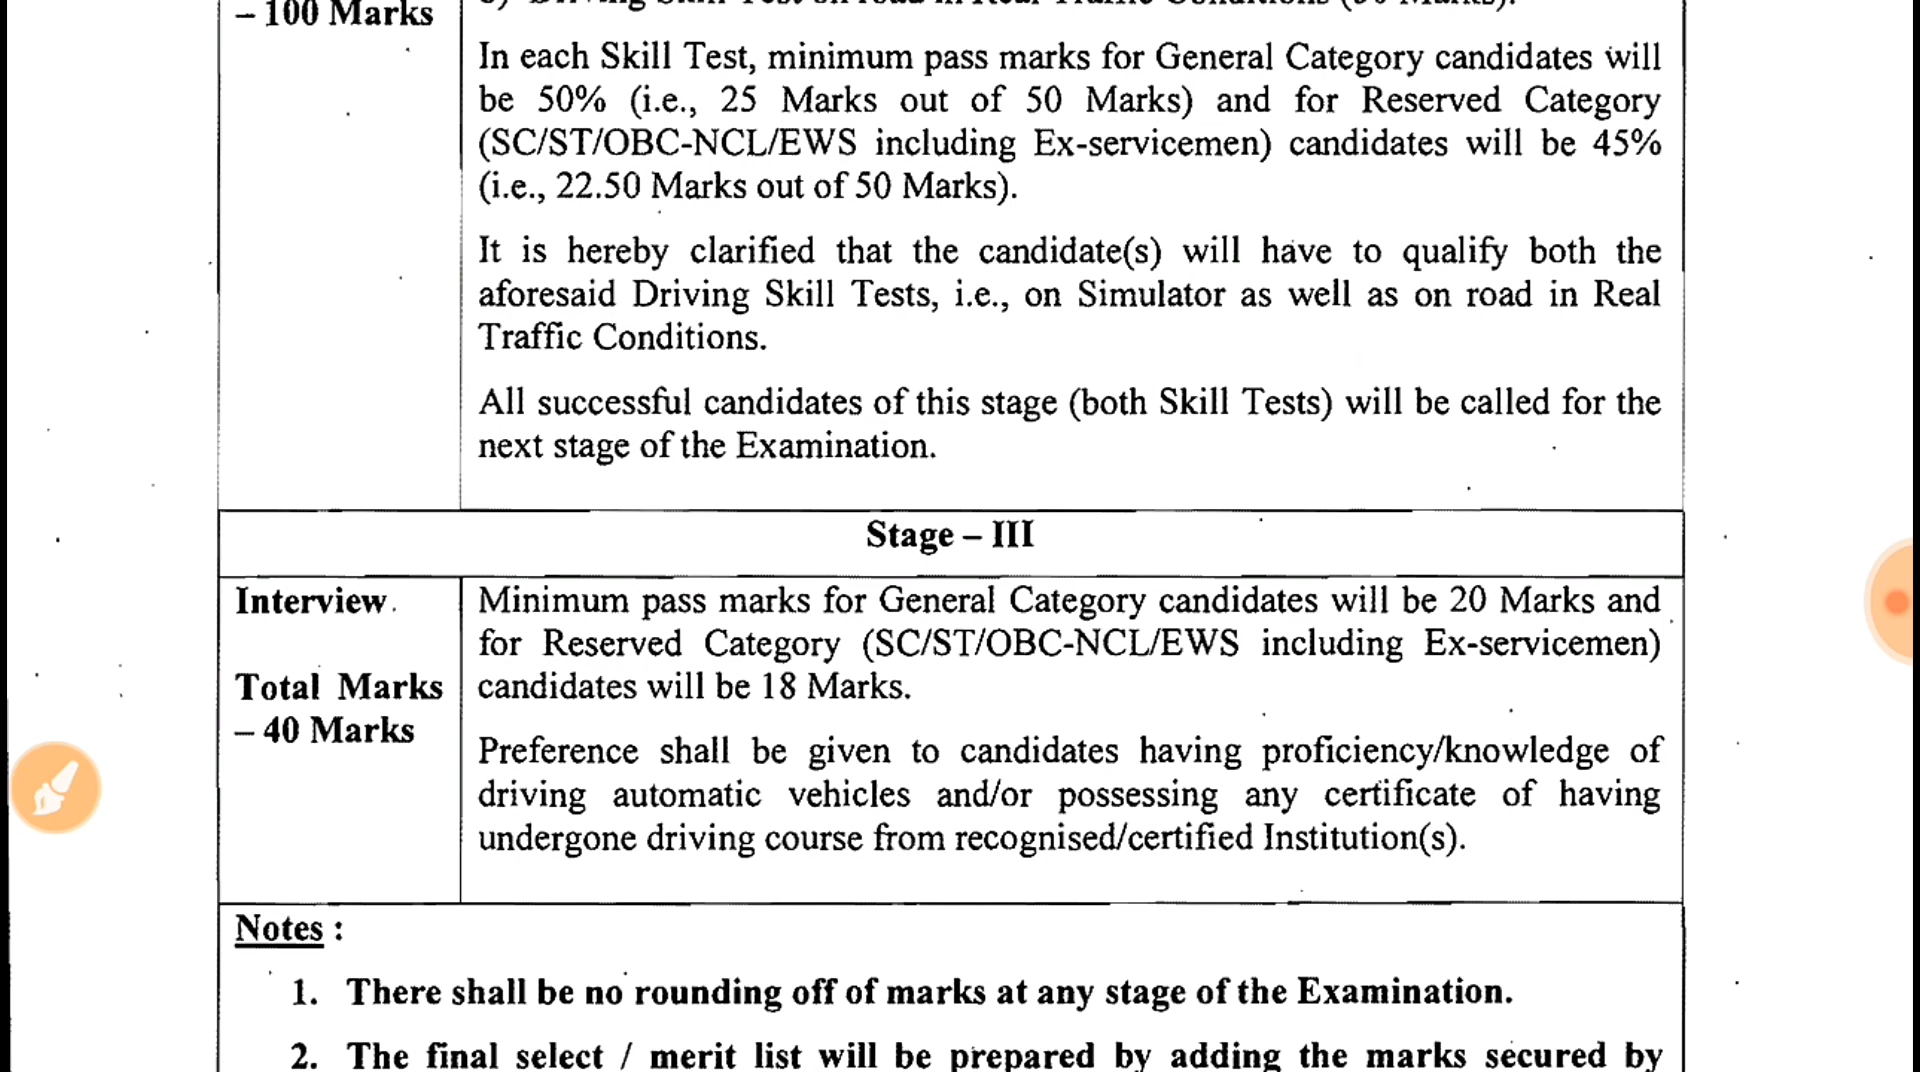 – 100 Marks
In each Skill Test, minimum pass marks for General Category candidates will
be 50% (i.e., 25 Marks out of 50 Marks) and for Reserved Category
(SC/ST/OBC-NCL/EWS including Ex-servicemen) candidates will be 45%
(i.e., 22.50 Marks out of 50 Marks).
It is hereby clarified that the candidate(s) will have to qualify both the
aforesaid Driving Skill Tests, i.e., on Simulator as well as on road in Real
Traffic Conditions.
All successful candidates of this stage (both Skill Tests) will be called for the
next stage of the Examination.
Stage – III
Interview
Total Marks
– 40 Marks
Minimum pass marks for General Category candidates will be 20 Marks and
for Reserved Category (SC/ST/OBC-NCL/EWS including Ex-servicemen)
candidates will be 18 Marks.
Preference shall be given to candidates having proficiency/knowledge of
driving automatic vehicles and/or possessing any certificate of having
undergone driving course from recognised/certified Institution(s).
Notes :
1. There shall be no rounding off of marks at any stage of the Examination.
2. The final select / merit list will be prepared by adding the marks secured by